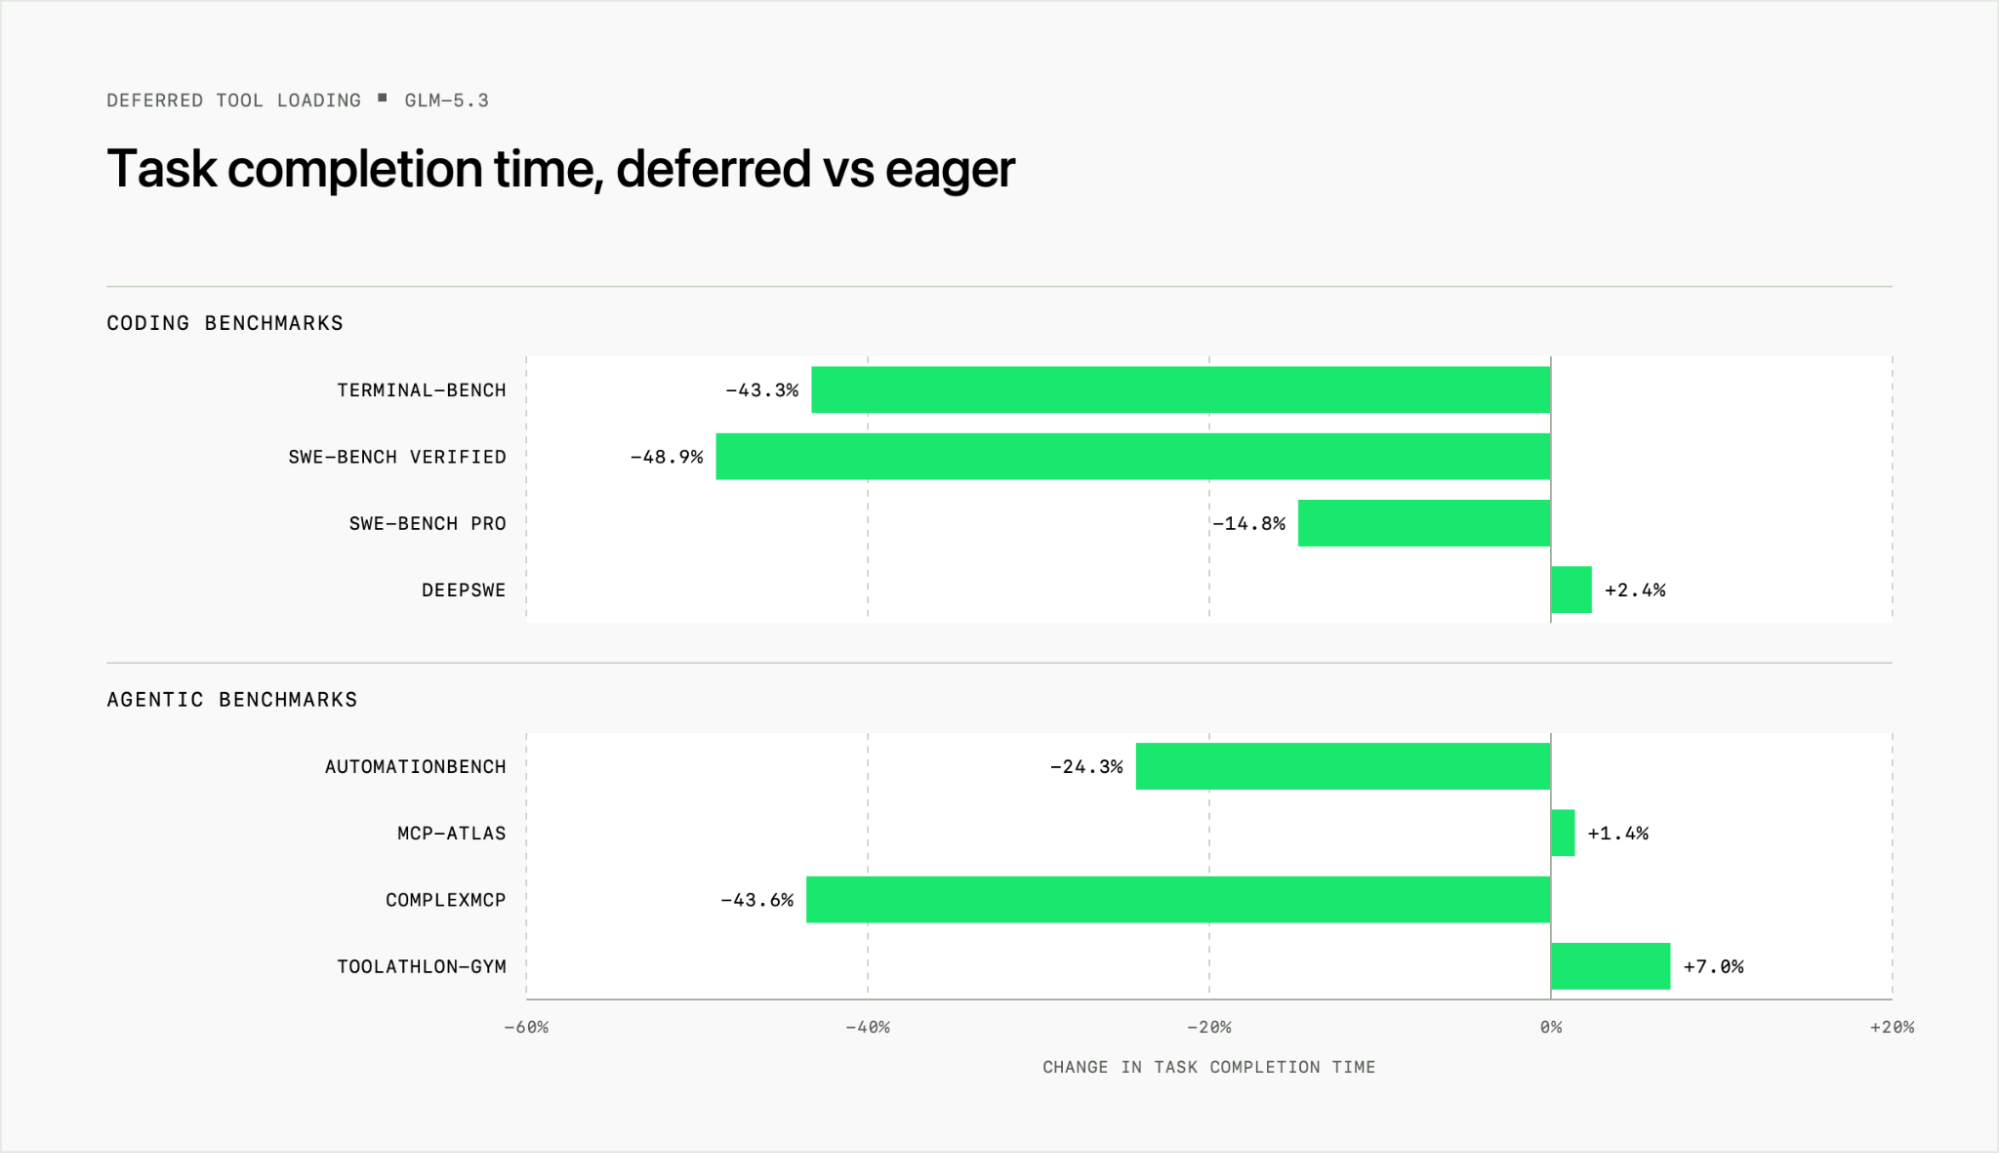 DEFERRED TOOL LOADING ▪ GLM-5.3
Task completion time, deferred vs eager
CODING BENCHMARKS
TERMINAL-BENCH -43.3%
SWE-BENCH VERIFIED -48.9%
SWE-BENCH PRO -14.8%
DEEPSWE +2.4%
AGENTIC BENCHMARKS
AUTOMATIONBENCH -24.3%
MCP-ATLAS +1.4%
COMPLEXMCP -43.6%
TOOLATHLON-GYM +7.0%
-60% -40% -20% 0% +20%
CHANGE IN TASK COMPLETION TIME